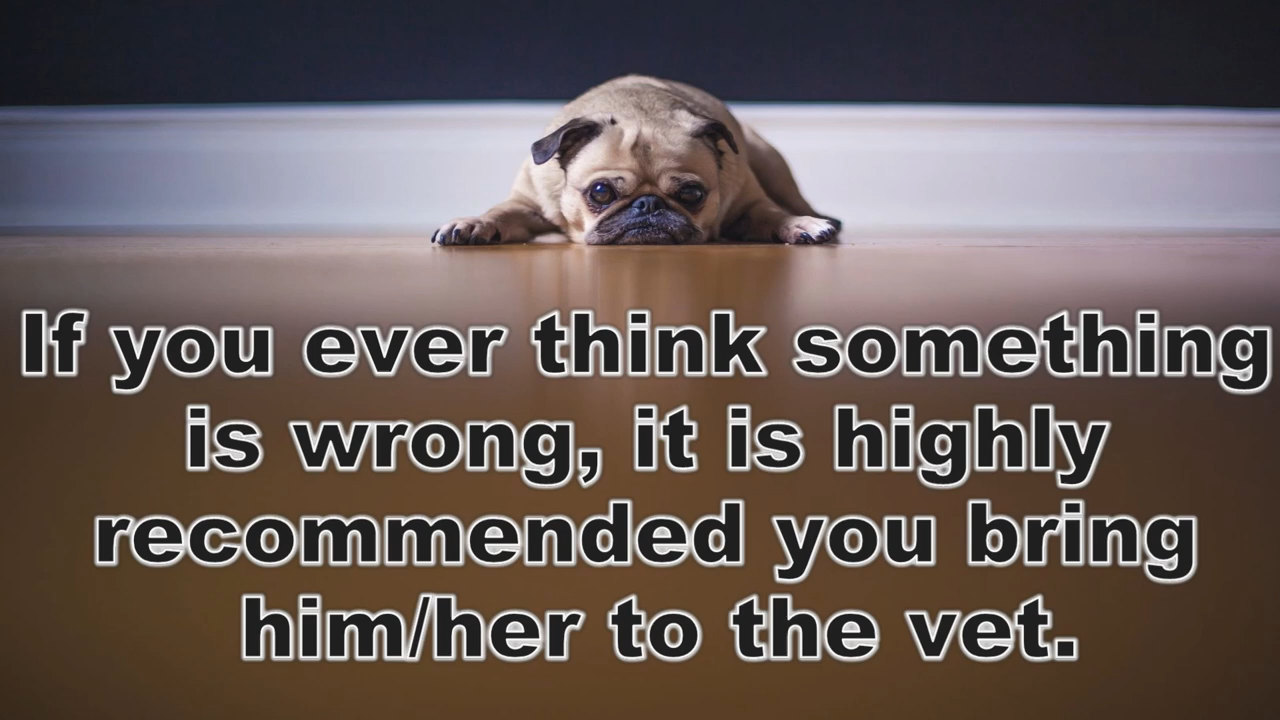 If you ever think something
is wrong, it is highly
recommended you bring
him/her to the vet.